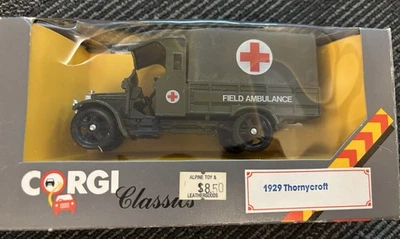 FIELD AMBULANCE
CORGI
Classics
ALPINE TOY &
$8.50
LEATHERGOODS
1929 Thornycroft